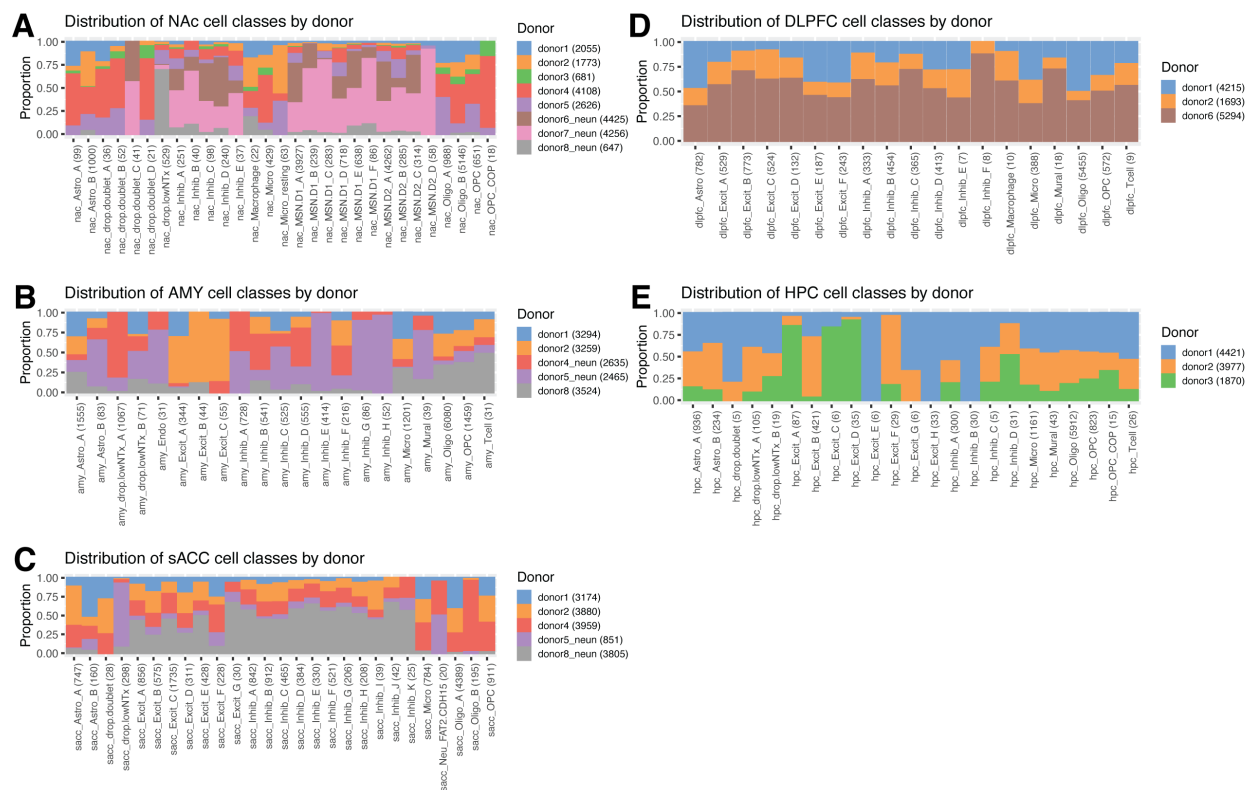 A
Distribution of NAc cell classes by donor
Proportion
1.00
0.75
0.50
0.25
0.00
nac_Astro_A (99)
nac_Astro_B (1000)
nac_drop.doublet_A (36)
nac_drop.doublet_B (52)
nac_drop.doublet_C (41)
nac_drop.doublet_D (21)
nac_drop.lowNTx (529)
nac_Inhib_A (251)
nac_Inhib_B (40)
nac_Inhib_C (98)
nac_Inhib_D (240)
nac_Inhib_E (37)
nac_Macrophage (22)
nac_Micro (429)
nac_Micro_resting (63)
nac_MSN.D1_A (3927)
nac_MSN.D1_B (239)
nac_MSN.D1_C (283)
nac_MSN.D1_D (718)
nac_MSN.D1_E (638)
nac_MSN.D1_F (86)
nac_MSN.D2_A (4262)
nac_MSN.D2_B (285)
nac_MSN.D2_C (314)
nac_MSN.D2_D (58)
nac_Oligo_A (988)
nac_Oligo_B (5146)
nac_OPC (651)
nac_OPC_COP (18)
Donor
donor1 (2055)
donor2 (1773)
donor3 (681)
donor4 (4108)
donor5 (2626)
donor6_neun (4425)
donor7_neun (4256)
donor8_neun (647)
B
Distribution of AMY cell classes by donor
Proportion
1.00
0.75
0.50
0.25
0.00
amy_Astro_A (1555)
amy_Astro_B (83)
amy_drop.lowNTx_A (1067)
amy_drop.lowNTx_B (71)
amy_Endo (31)
amy_Excit_A (344)
amy_Excit_B (44)
amy_Excit_C (55)
amy_Inhib_A (728)
amy_Inhib_B (541)
amy_Inhib_C (525)
amy_Inhib_D (555)
amy_Inhib_E (414)
amy_Inhib_F (216)
amy_Inhib_G (86)
amy_Inhib_H (52)
amy_Micro (1201)
amy_Mural (39)
amy_Oligo (6080)
amy_OPC (1459)
amy_Tcell (31)
Donor
donor1 (3294)
donor2 (3259)
donor4_neun (2635)
donor5_neun (2465)
donor8 (3524)
C
Distribution of sACC cell classes by donor
Proportion
1.00
0.75
0.50
0.25
0.00
sacc_Astro_A (747)
sacc_Astro_B (160)
sacc_drop.doublet (28)
sacc_drop.lowNTx (298)
sacc_Excit_A (856)
sacc_Excit_B (575)
sacc_Excit_C (1735)
sacc_Excit_D (311)
sacc_Excit_E (428)
sacc_Excit_F (228)
sacc_Excit_G (30)
sacc_Inhib_A (842)
sacc_Inhib_B (912)
sacc_Inhib_C (465)
sacc_Inhib_D (384)
sacc_Inhib_E (330)
sacc_Inhib_F (521)
sacc_Inhib_G (206)
sacc_Inhib_H (208)
sacc_Inhib_I (39)
sacc_Inhib_J (42)
sacc_Inhib_K (25)
sacc_Micro (784)
sacc_Neu_FAT2.CDH15 (20)
sacc_Oligo_A (4389)
sacc_Oligo_B (195)
sacc_OPC (911)
Donor
donor1 (3174)
donor2 (3880)
donor4 (3959)
donor5_neun (851)
donor8_neun (3805)
D
Distribution of DLPFC cell classes by donor
Proportion
1.00
0.75
0.50
0.25
0.00
dlpfc_Astro (782)
dlpfc_Excit_A (529)
dlpfc_Excit_B (773)
dlpfc_Excit_C (524)
dlpfc_Excit_D (132)
dlpfc_Excit_E (187)
dlpfc_Excit_F (243)
dlpfc_Inhib_A (333)
dlpfc_Inhib_B (454)
dlpfc_Inhib_C (365)
dlpfc_Inhib_D (413)
dlpfc_Inhib_E (7)
dlpfc_Inhib_F (8)
dlpfc_Macrophage (10)
dlpfc_Micro (388)
dlpfc_Mural (18)
dlpfc_Oligo (5455)
dlpfc_OPC (572)
dlpfc_Tcell (9)
Donor
donor1 (4215)
donor2 (1693)
donor6 (5294)
E
Distribution of HPC cell classes by donor
Proportion
1.00
0.75
0.50
0.25
0.00
hpc_Astro_A (936)
hpc_Astro_B (234)
hpc_drop.doublet (5)
hpc_drop.lowNTx_A (105)
hpc_drop.lowNTx_B (19)
hpc_Excit_A (87)
hpc_Excit_B (421)
hpc_Excit_C (6)
hpc_Excit_D (35)
hpc_Excit_E (6)
hpc_Excit_F (29)
hpc_Excit_G (6)
hpc_Excit_H (33)
hpc_Inhib_A (300)
hpc_Inhib_B (30)
hpc_Inhib_C (5)
hpc_Inhib_D (31)
hpc_Micro (1161)
hpc_Mural (43)
hpc_Oligo (5912)
hpc_OPC (823)
hpc_OPC_COP (15)
hpc_Tcell (26)
Donor
donor1 (4421)
donor2 (3977)
donor3 (1870)